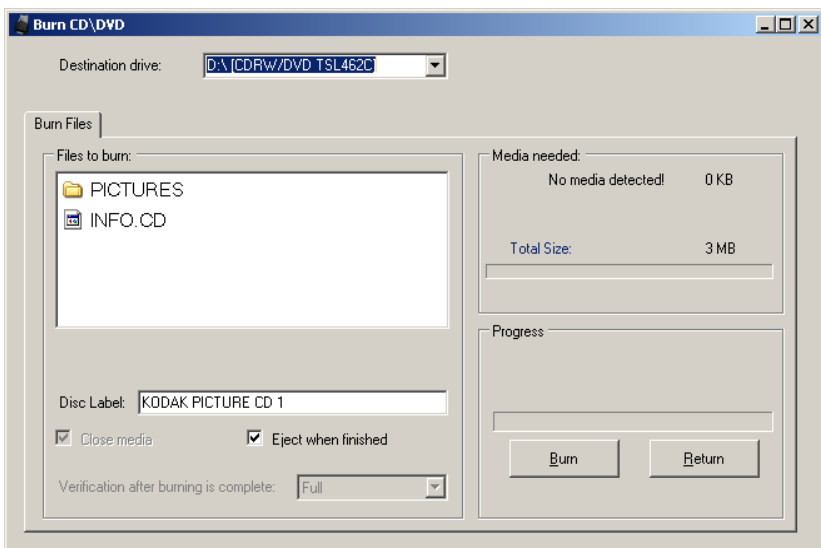 Burn CD\DVD
Destination drive: D:\ [CDRW/DVD TSL462C]
Burn Files
Files to burn:
PICTURES
INFO.CD
Disc Label: KODAK PICTURE CD 1
Close media Eject when finished
Verification after burning is complete: Full
Media needed:
No media detected! 0 KB
Total Size: 3 MB
Progress
Burn Return